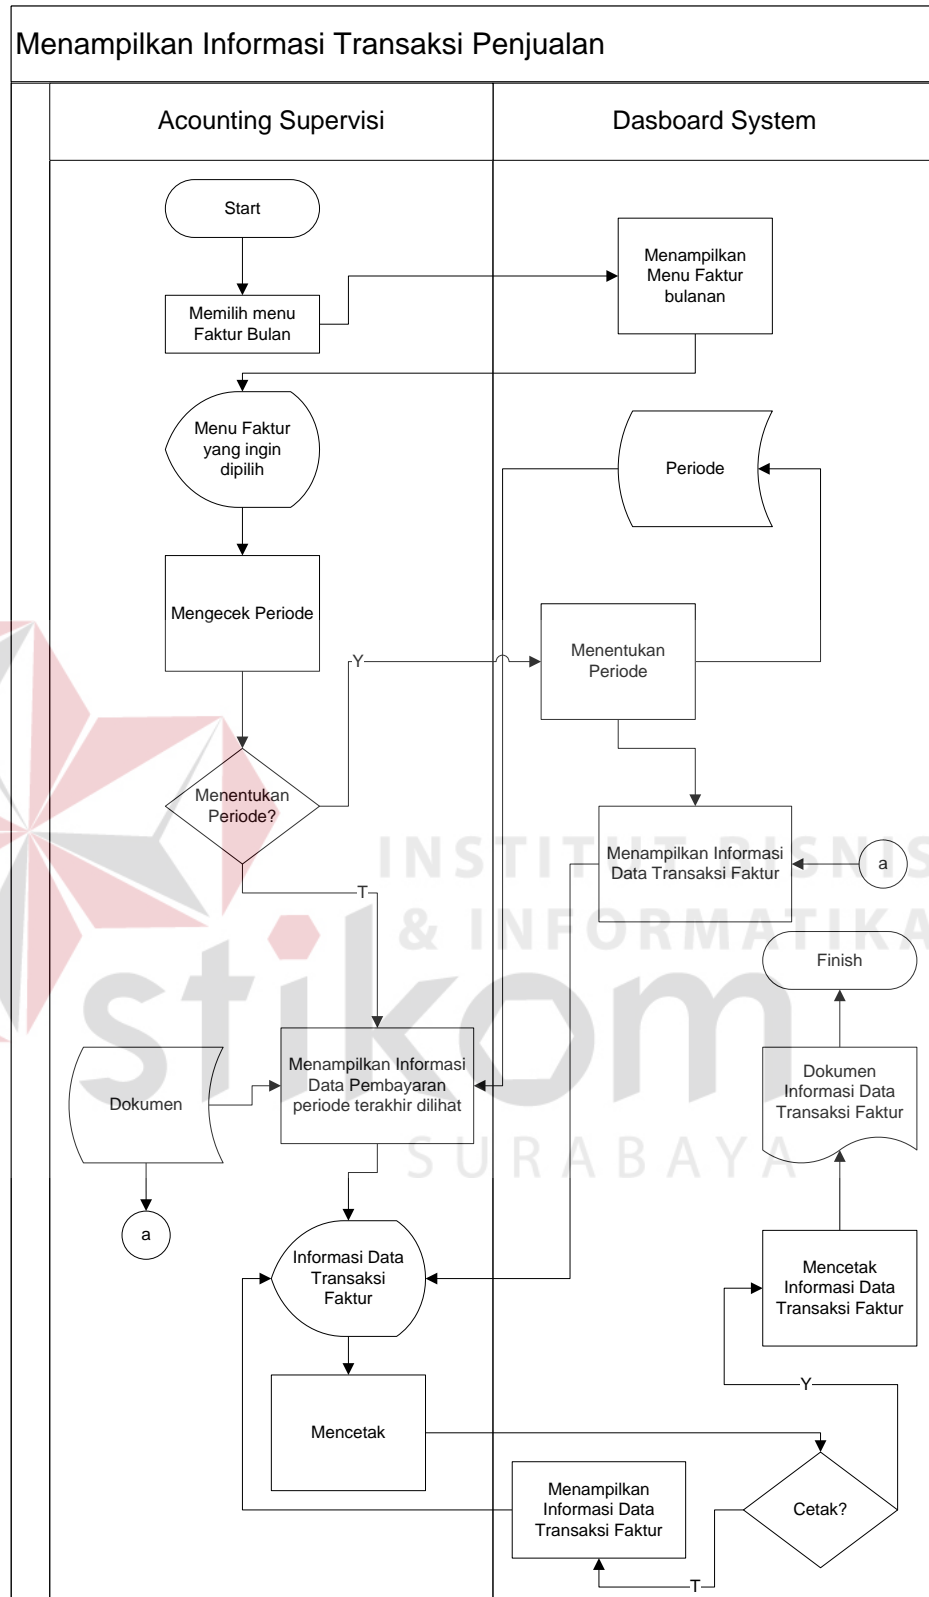 Menampilkan Informasi Transaksi Penjualan
Acounting Supervisi
Dasboard System
Start
Menampilkan
Menu Faktur
bulanan
Memilih menu
Faktur Bulan
Menu Faktur
yang ingin
dipilih
Periode
Mengecek Periode
Menentukan
Periode
Y
Menentukan
Periode?
Menampilkan Informasi
Data Transaksi Faktur
a
T
INSTITUT BISNIS
& INFORMATIKA
stikom
SURABAYA
Finish
Menampilkan Informasi
Data Pembayaran
periode terakhir dilihat
Dokumen
Dokumen
Informasi Data
Transaksi Faktur
a
Informasi Data
Transaksi
Faktur
Mencetak
Informasi Data
Transaksi Faktur
Y
Mencetak
Menampilkan
Informasi Data
Transaksi Faktur
Cetak?
T